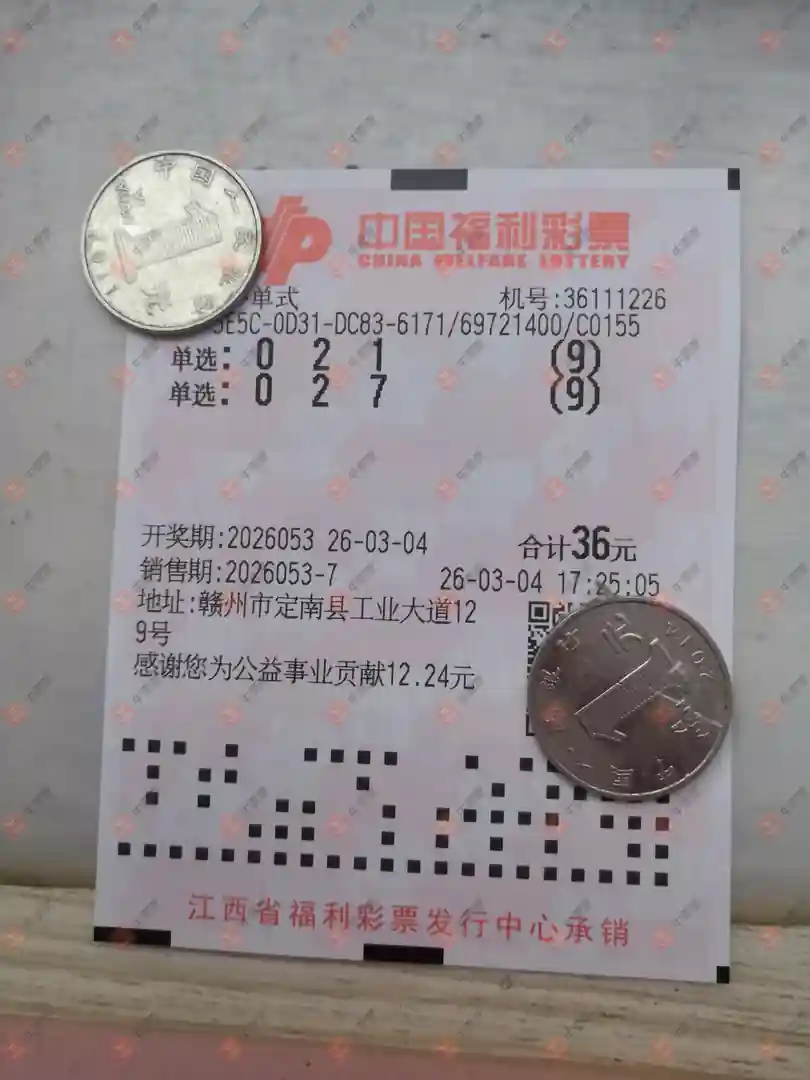 中国福利彩票
CHINA WELFARE LOTTERY
单式 机号:36111226
5E5C-0D31-DC83-6171/69721400/C0155
单选: 0 2 1 (9)
单选: 0 2 7 (9)
开奖期:2026053 26-03-04 合计36元
销售期:2026053-7 26-03-04 17:25:05
地址:赣州市定南县工业大道12
9号
感谢您为公益事业贡献12.24元
江西省福利彩票发行中心承销